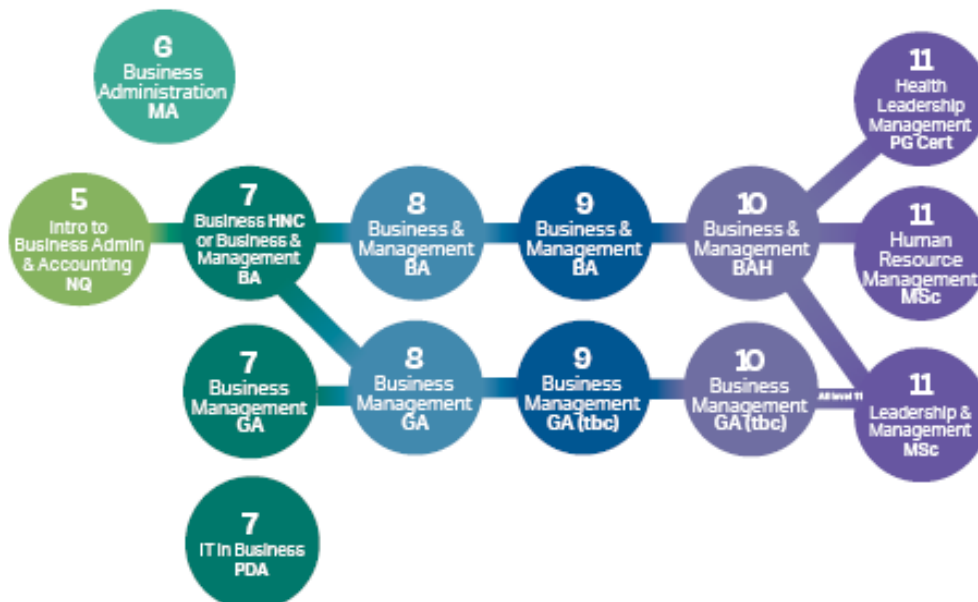 6
Business
Administration
MA
11
Health
Leadership
Management
PG Cert
5
Intro to
Business Admin
& Accounting
NQ
7
Business HNC
or Business &
Management
BA
8
Business &
Management
BA
9
Business &
Management
BA
10
Business &
Management
BAH
11
Human
Resource
Management
MSc
7
Business
Management
GA
8
Business
Management
GA
9
Business
Management
GA (tbc)
10
Business
Management
GA (tbc)
All level 11
11
Leadership &
Management
MSc
7
IT in Business
PDA